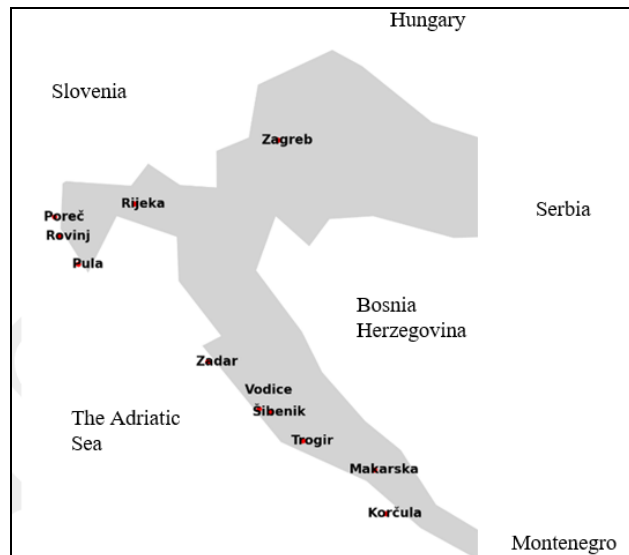 Hungary
Slovenia
Zagreb
Rijeka
Poreč
Serbia
Rovinj
Pula
Bosnia
Herzegovina
Zadar
Vodice
The Adriatic
Sea
Šibenik
Trogir
Makarska
Korčula
Montenegro